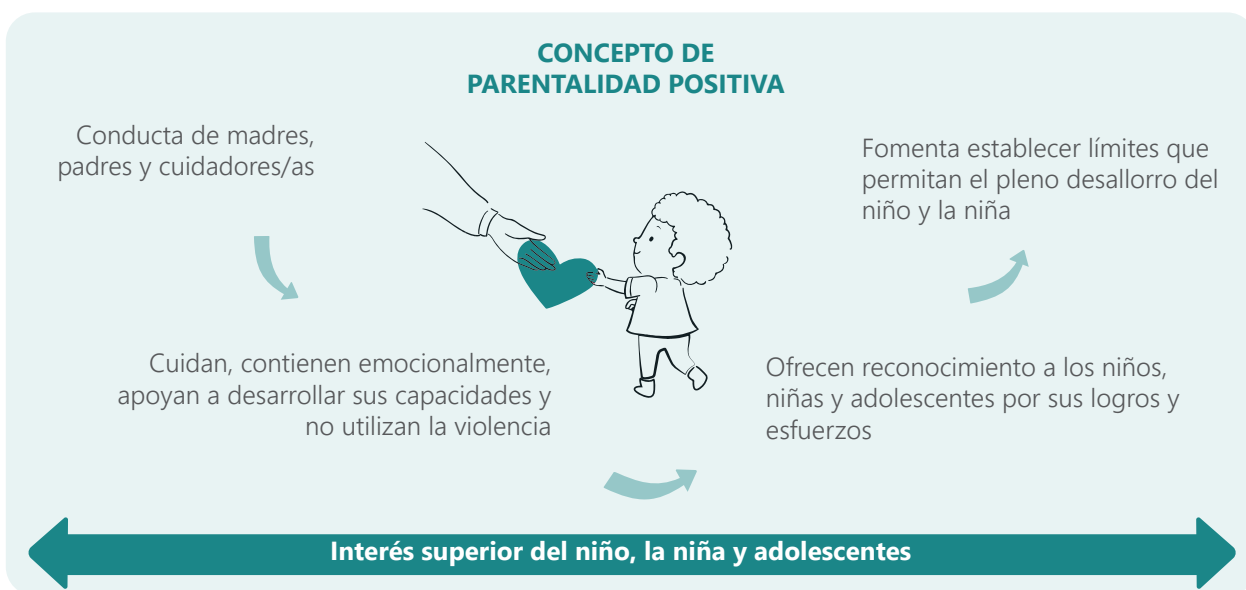 CONCEPTO DE
PARENTALIDAD POSITIVA
Conducta de madres,
padres y cuidadores/as
Cuidan, contienen emocionalmente,
apoyan a desarrollar sus capacidades y
no utilizan la violencia
Ofrecen reconocimiento a los niños,
niñas y adolescentes por sus logros y
esfuerzos
Fomenta establecer límites que
permitan el pleno desallorro del
niño y la niña
Interés superior del niño, la niña y adolescentes